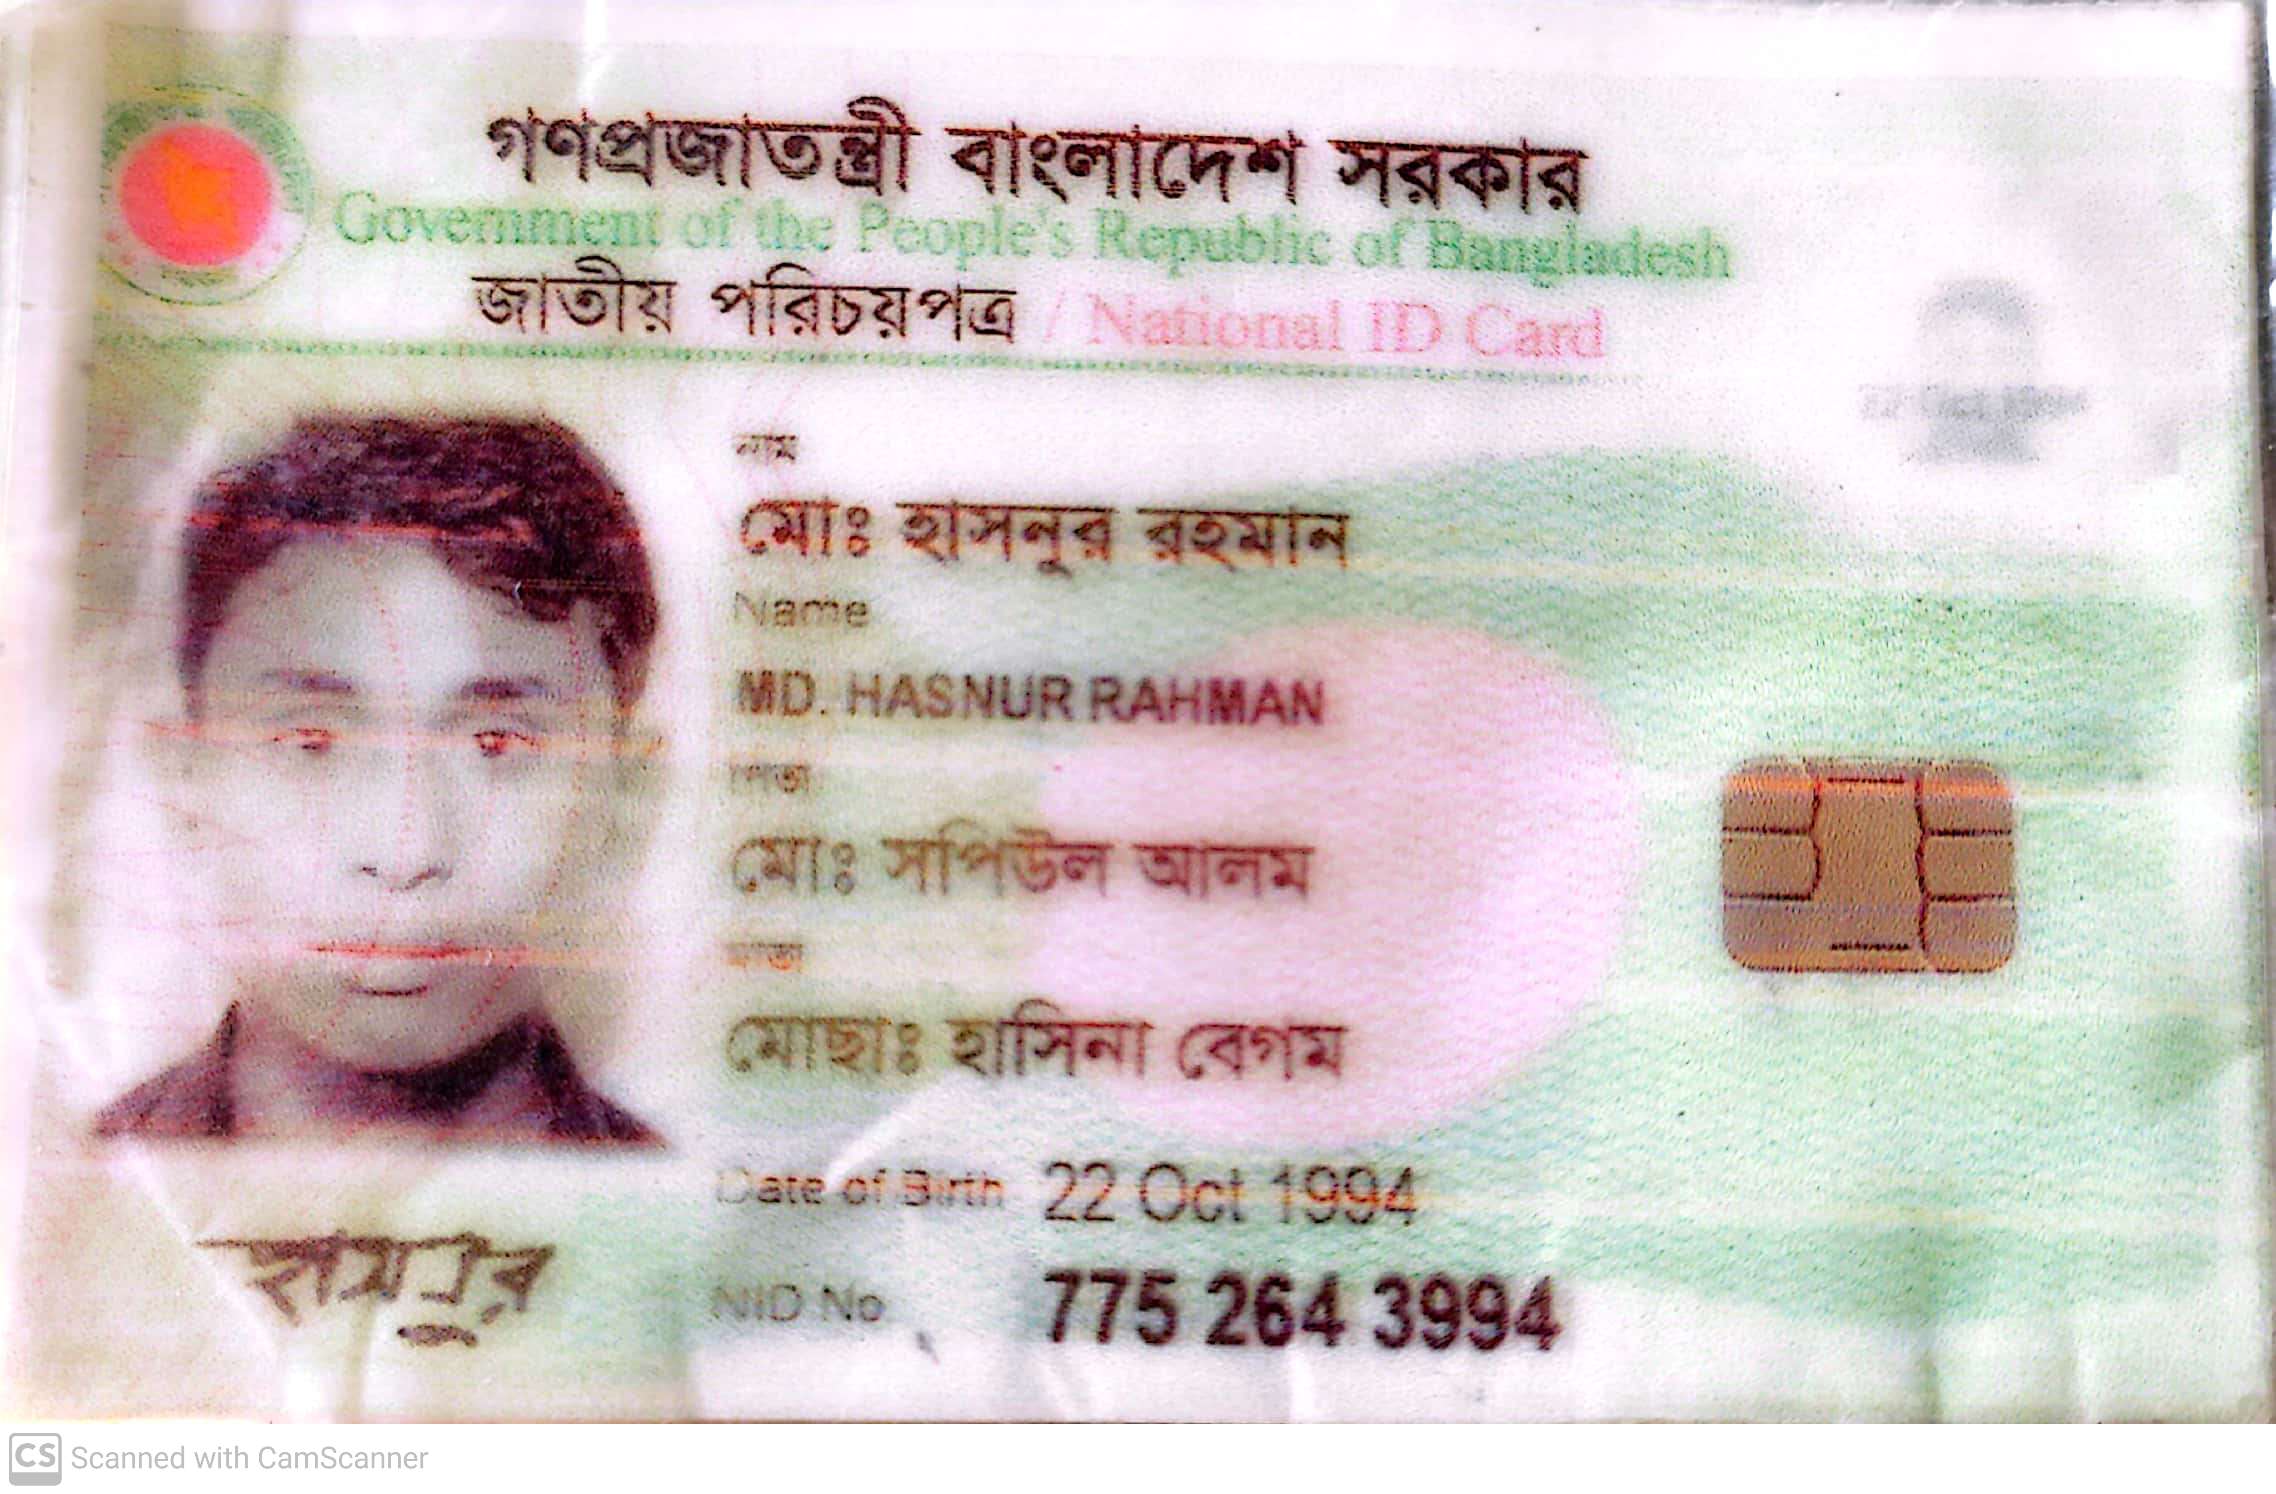 গণপ্রজাতন্ত্রী বাংলাদেশ সরকার
Government of the People's Republic of Bangladesh
জাতীয় পরিচয়পত্র / National ID Card
নাম
মোঃ হাসনুর রহমান
Name
MD. HASNUR RAHMAN
পিতা
মোঃ সপিউল আলম
মাতা
মোছাঃ হাসিনা বেগম
Date of Birth 22 Oct 1994
হাসনুর
NID No 775 264 3994
CS Scanned with CamScanner